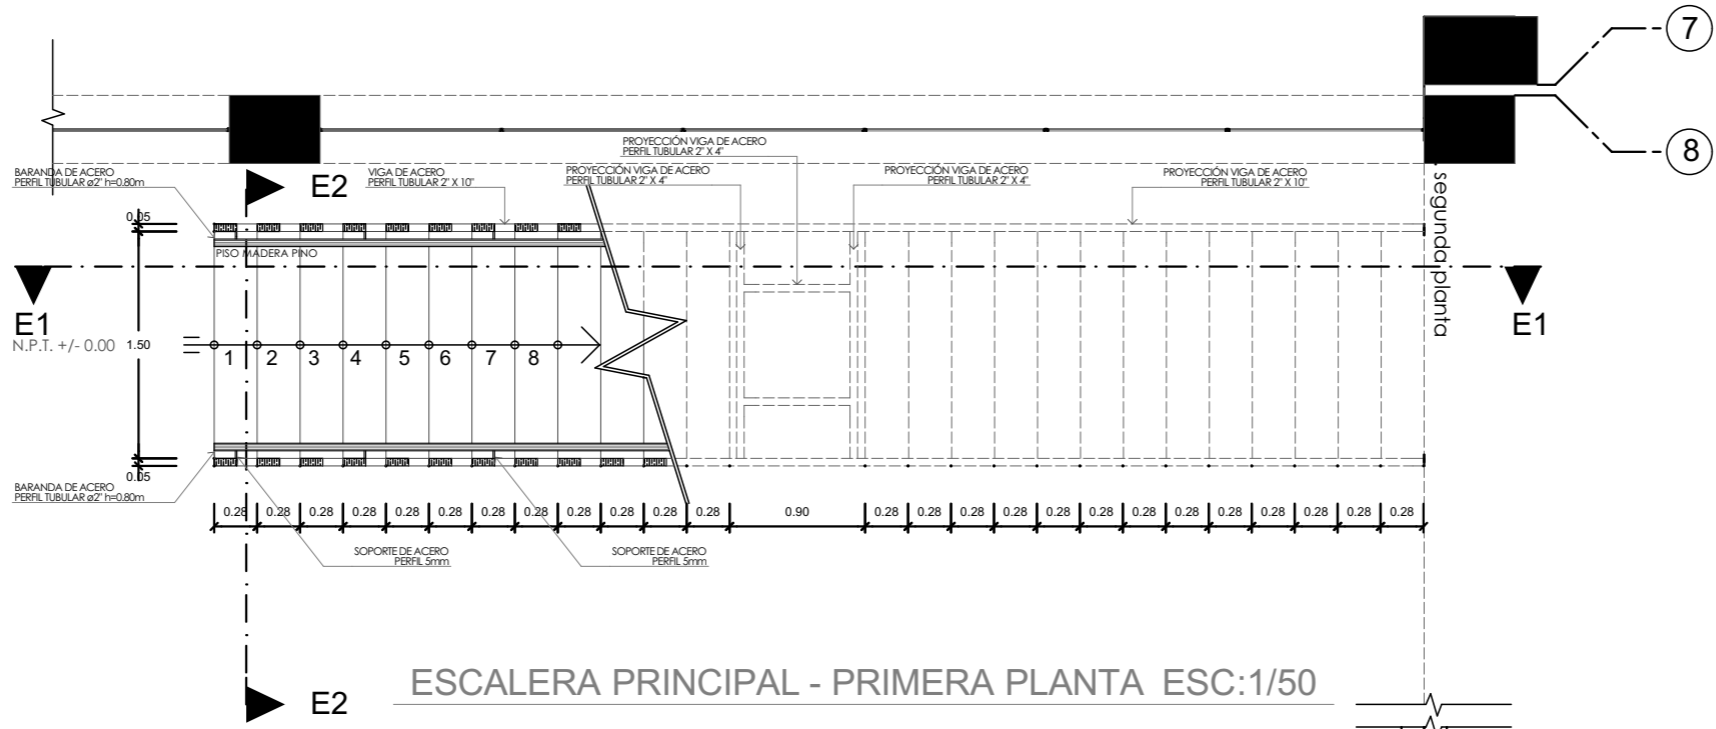 7
8
PROYECCIÓN VIGA DE ACERO
PERFIL TUBULAR 2" X 4"
BARANDA DE ACERO
PERFIL TUBULAR ø2" h=0.80m
E2
VIGA DE ACERO
PERFIL TUBULAR 2" X 10"
PROYECCIÓN VIGA DE ACERO
PERFIL TUBULAR 2" X 4"
PROYECCIÓN VIGA DE ACERO
PERFIL TUBULAR 2" X 4"
PROYECCIÓN VIGA DE ACERO
PERFIL TUBULAR 2" X 10"
segunda planta
0.05
PISO MADERA PINO
E1
E1
N.P.T. +/- 0.00
1.50
1 2 3 4 5 6 7 8
0.05
BARANDA DE ACERO
PERFIL TUBULAR ø2" h=0.80m
0.28 0.28 0.28 0.28 0.28 0.28 0.28 0.28 0.28 0.28 0.28 0.28 0.90 0.28 0.28 0.28 0.28 0.28 0.28 0.28 0.28 0.28 0.28 0.28 0.28 0.28
SOPORTE DE ACERO
PERFIL 5mm
SOPORTE DE ACERO
PERFIL 5mm
E2
ESCALERA PRINCIPAL - PRIMERA PLANTA ESC:1/50